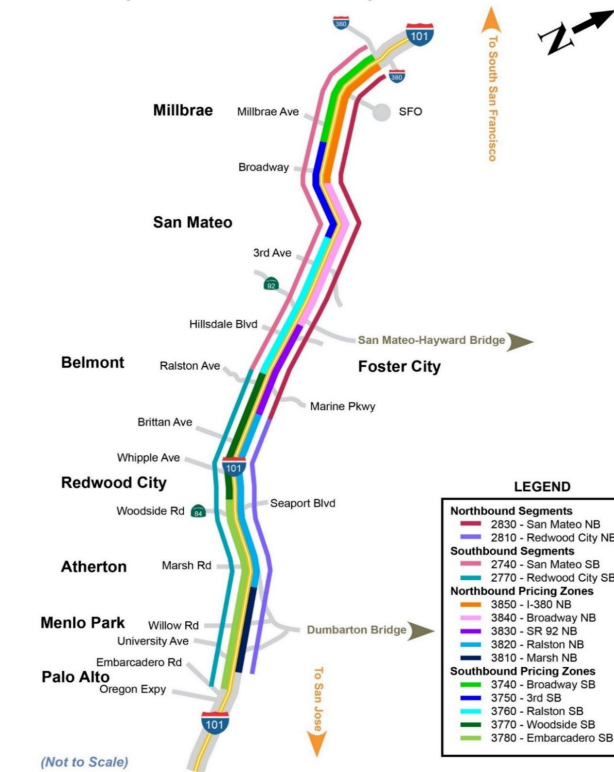 380
101
N
To South San Francisco
380
Millbrae
Millbrae Ave
SFO
Broadway
San Mateo
3rd Ave
92
Hillsdale Blvd
San Mateo-Hayward Bridge
Belmont
Ralston Ave
Foster City
Marine Pkwy
Brittan Ave
Whipple Ave
101
Redwood City
Woodside Rd
84
Seaport Blvd
Atherton
Marsh Rd
Menlo Park
Willow Rd
Dumbarton Bridge
University Ave
Embarcadero Rd
Palo Alto
Oregon Expy
To San Jose
101
(Not to Scale)
LEGEND
Northbound Segments
2830 - San Mateo NB
2810 - Redwood City NB
Southbound Segments
2740 - San Mateo SB
2770 - Redwood City SB
Northbound Pricing Zones
3850 - I-380 NB
3840 - Broadway NB
3830 - SR 92 NB
3820 - Ralston NB
3810 - Marsh NB
Southbound Pricing Zones
3740 - Broadway SB
3750 - 3rd SB
3760 - Ralston SB
3770 - Woodside SB
3780 - Embarcadero SB